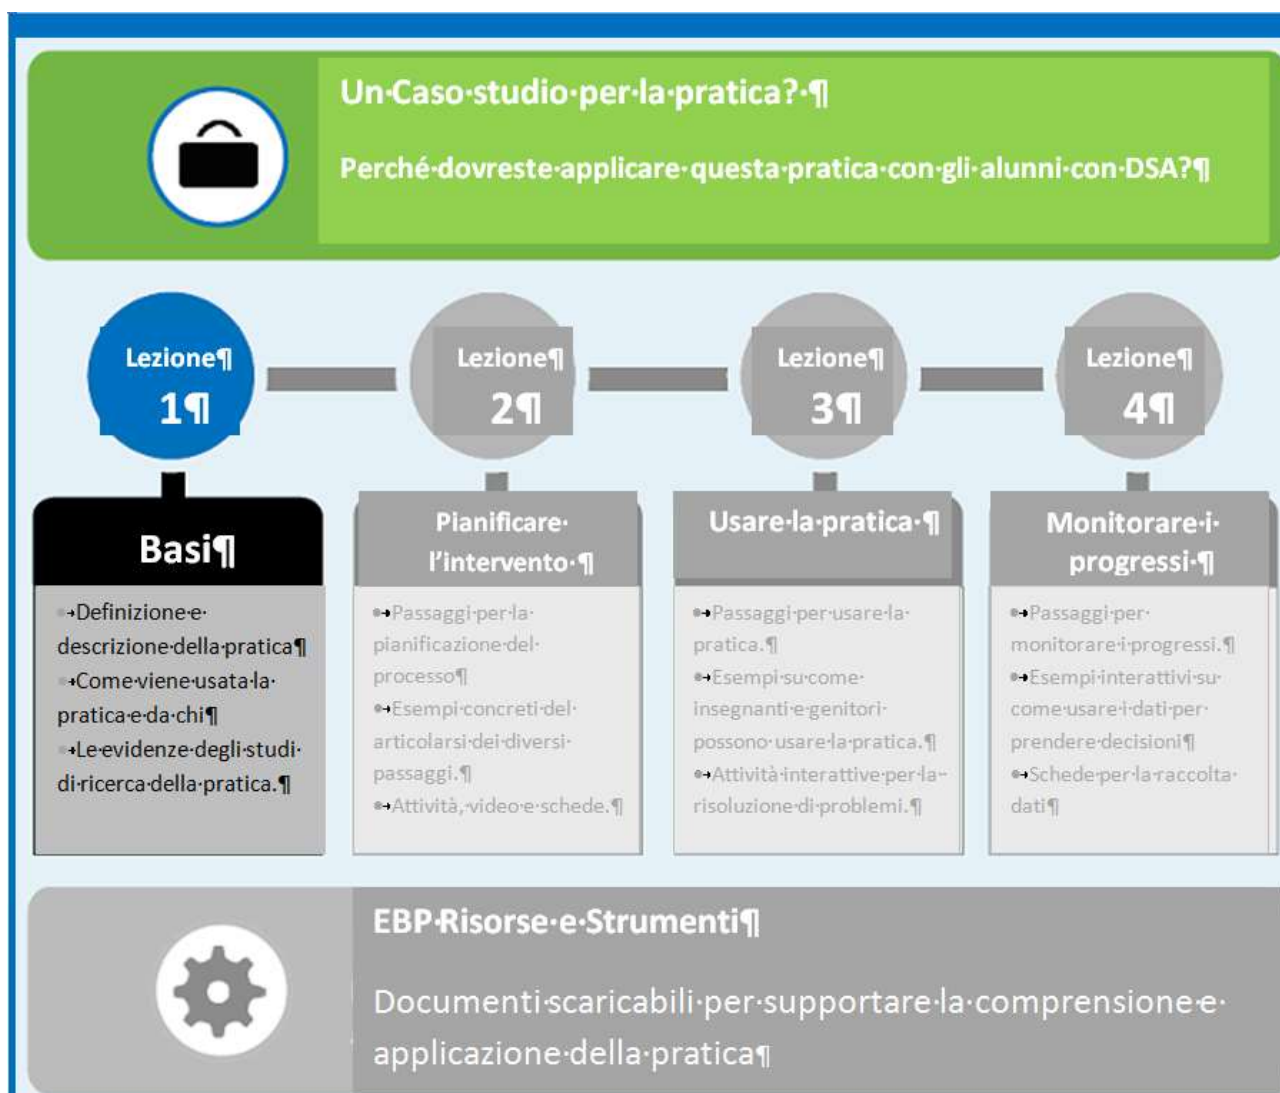 Un·Caso·studio·per·la·pratica?·¶
Perché·dovreste·applicare·questa·pratica·con·gli·alunni·con·DSA?¶
Lezione¶
1¶
Lezione¶
2¶
Lezione¶
3¶
Lezione¶
4¶
Basi¶
Definizione·e·
descrizione·della·pratica¶
Come·viene·usata·la·
pratica·e·da·chi¶
Le·evidenze·degli·studi·
di·ricerca·della·pratica.¶
Pianificare·
l'intervento·¶
Passaggi·per·la·
pianificazione·del·
processo¶
Esempi·concreti·del·
articolarsi·dei·diversi·
passaggi.¶
Attività,·video·e·schede.¶
Usare·la·pratica·¶
Passaggi·per·usare·la·
pratica.¶
Esempi·su·come·
insegnanti·e·genitori·
possono·usare·la·pratica.¶
Attività·interattive·per·la·
risoluzione·di·problemi.¶
Monitorare·i·
progressi·¶
Passaggi·per·
monitorare·i·progressi.¶
Esempi·interattivi·su·
come·usare·i·dati·per·
prendere·decisioni¶
Schede·per·la·raccolta·
dati¶
EBP·Risorse·e·Strumenti¶
Documenti·scaricabili·per·supportare·la·comprensione·e·
applicazione·della·pratica¶